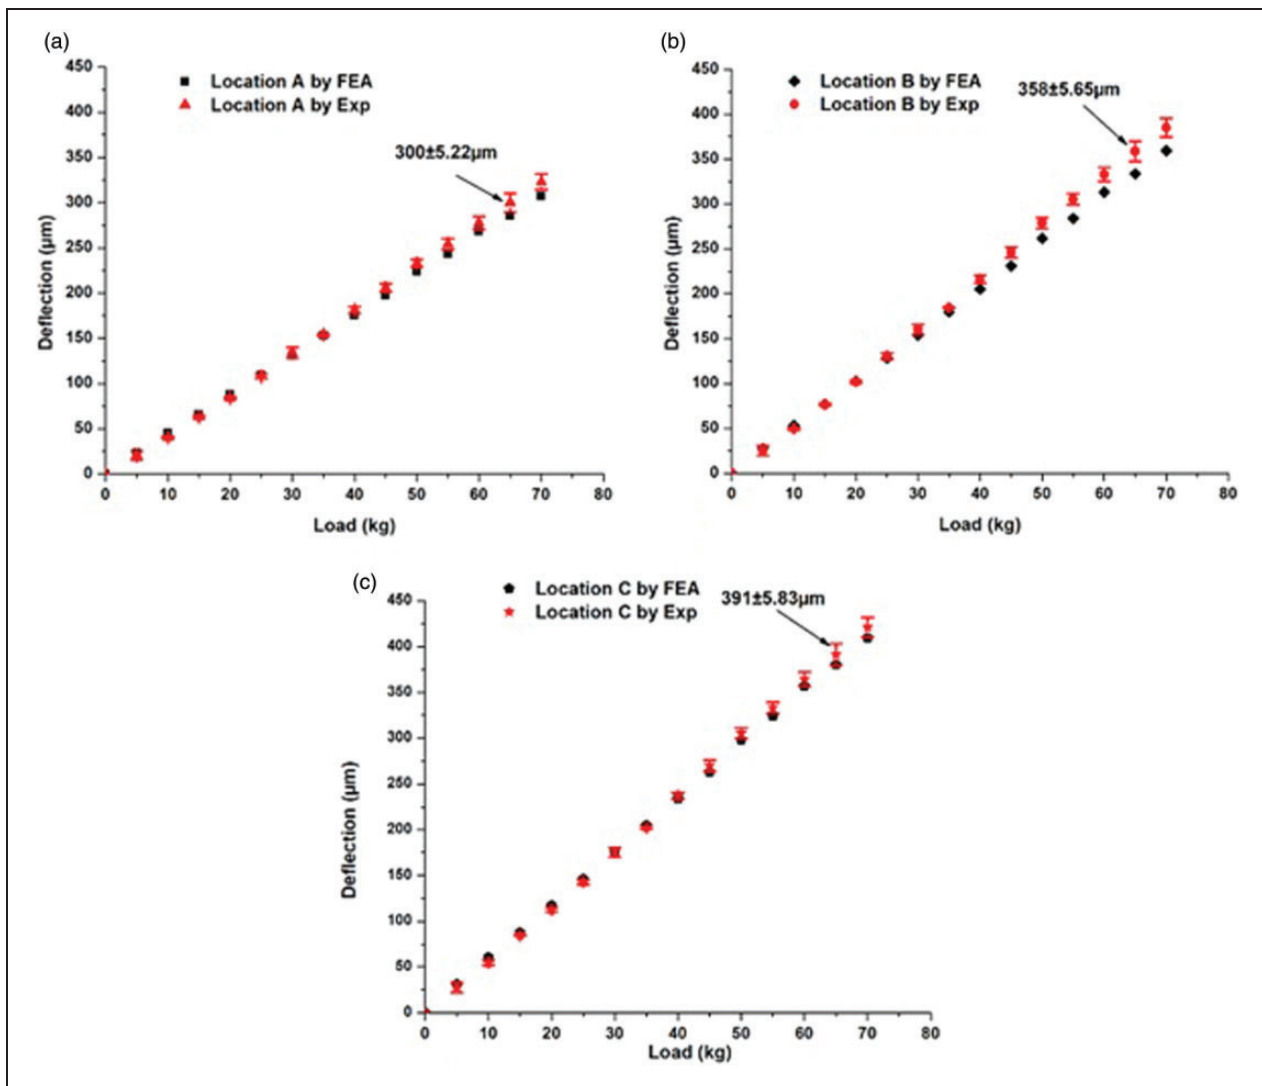 (a)
Location A by FEA
Location A by Exp
300±5.22µm
Deflection (µm)
450
400
350
300
250
200
150
100
50
0
0 10 20 30 40 50 60 70 80
Load (kg)
(b)
Location B by FEA
Location B by Exp
358±5.65µm
Deflection (µm)
450
400
350
300
250
200
150
100
50
0
0 10 20 30 40 50 60 70 80
Load (kg)
(c)
Location C by FEA
Location C by Exp
391±5.83µm
Deflection (µm)
450
400
350
300
250
200
150
100
50
0
0 10 20 30 40 50 60 70 80
Load (kg)